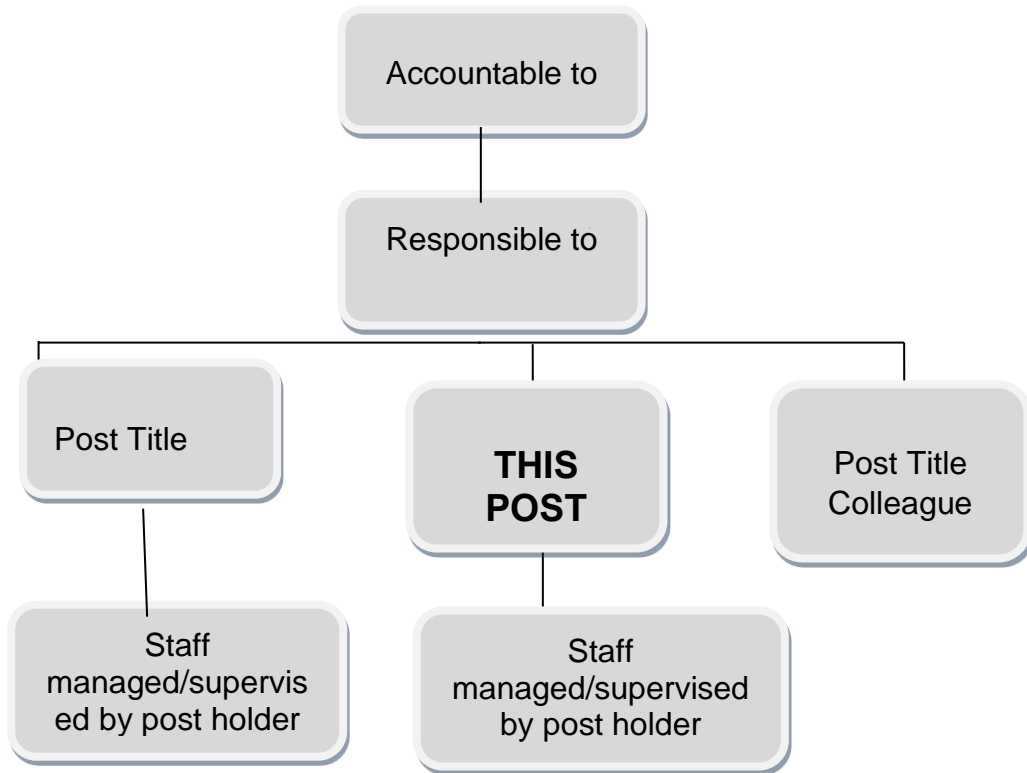 Accountable to
Responsible to
Post Title
THIS
POST
Post Title
Colleague
Staff
managed/supervis
ed by post holder
Staff
managed/supervised
by post holder